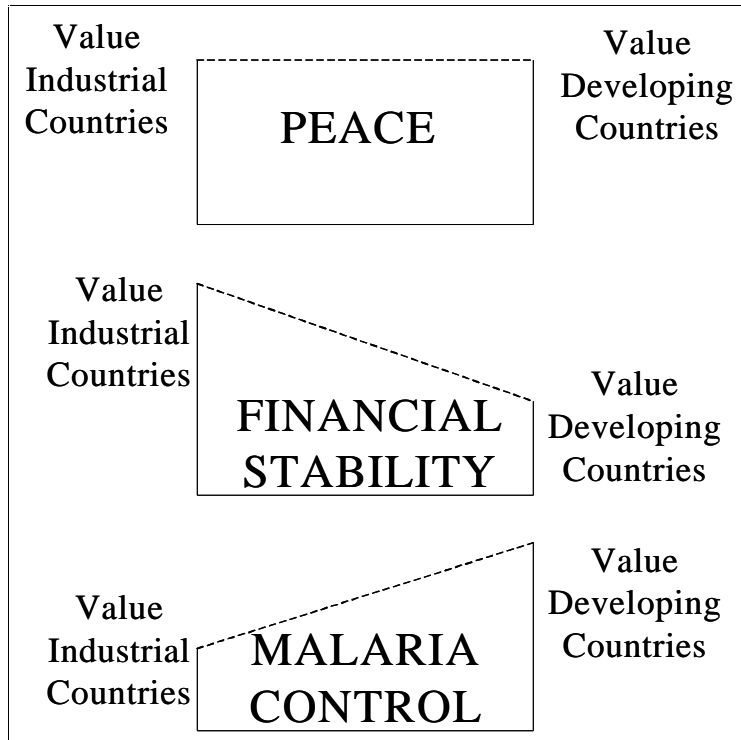 Value
Industrial
Countries
Value
Developing
Countries
PEACE
Value
Industrial
Countries
Value
Developing
Countries
FINANCIAL
STABILITY
Value
Industrial
Countries
Value
Developing
Countries
MALARIA
CONTROL